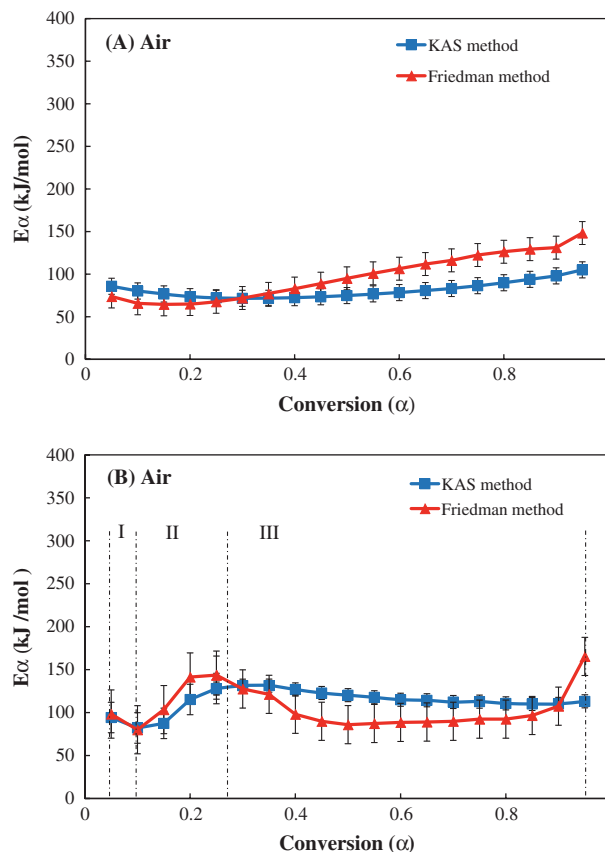 (A) Air
KAS method
Friedman method
400
350
300
250
200
150
100
50
0
Eα (kJ/mol)
0
0.2
0.4
0.6
0.8
Conversion (α)
(B) Air
KAS method
Friedman method
I
II
III
400
350
300
250
200
150
100
50
0
Eα (kJ /mol )
0
0.2
0.4
0.6
0.8
Conversion (α)